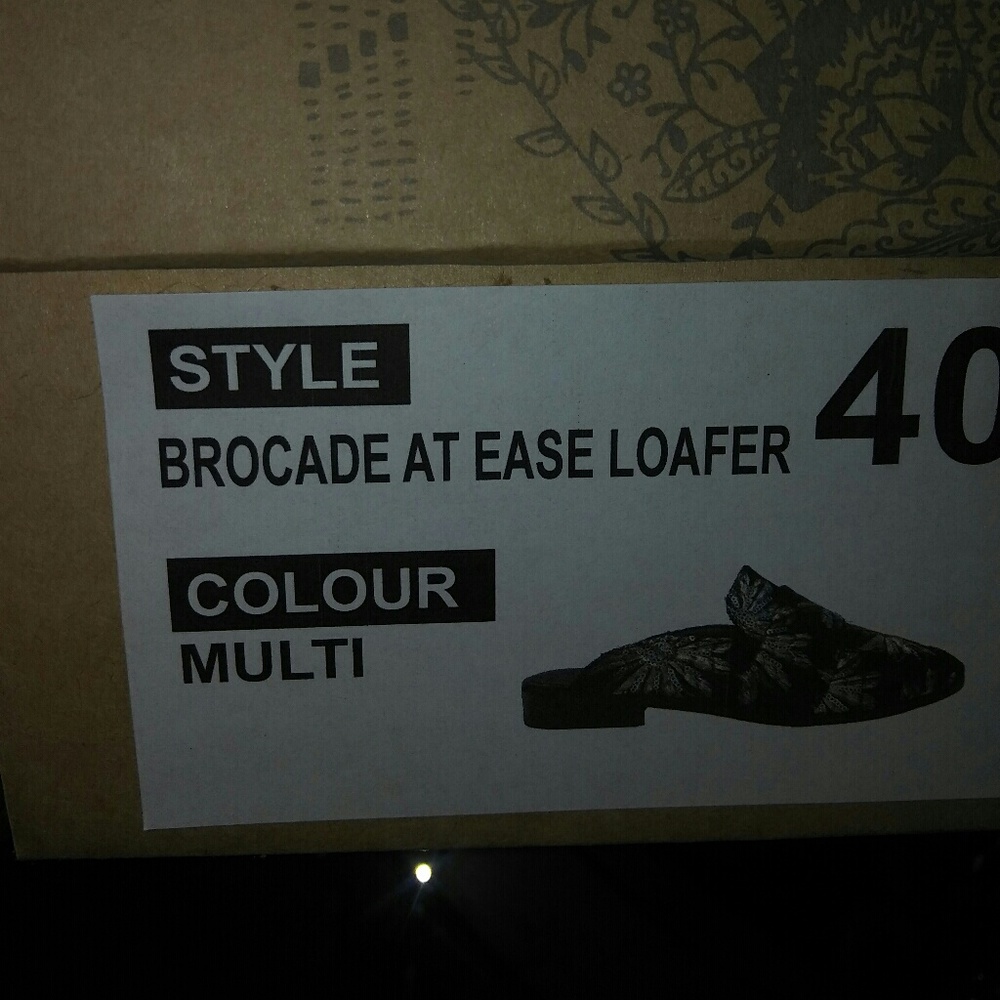 STYLE
BROCADE AT EASE LOAFER
40
COLOUR
MULTI